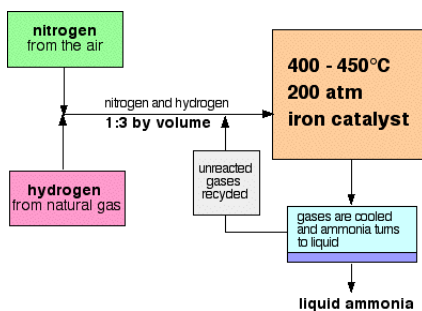 nitrogen
from the air
400 - 450°C
200 atm
iron catalyst
nitrogen and hydrogen
1:3 by volume
unreacted
gases
recycled
hydrogen
from natural gas
gases are cooled
and ammonia turns
to liquid
liquid ammonia